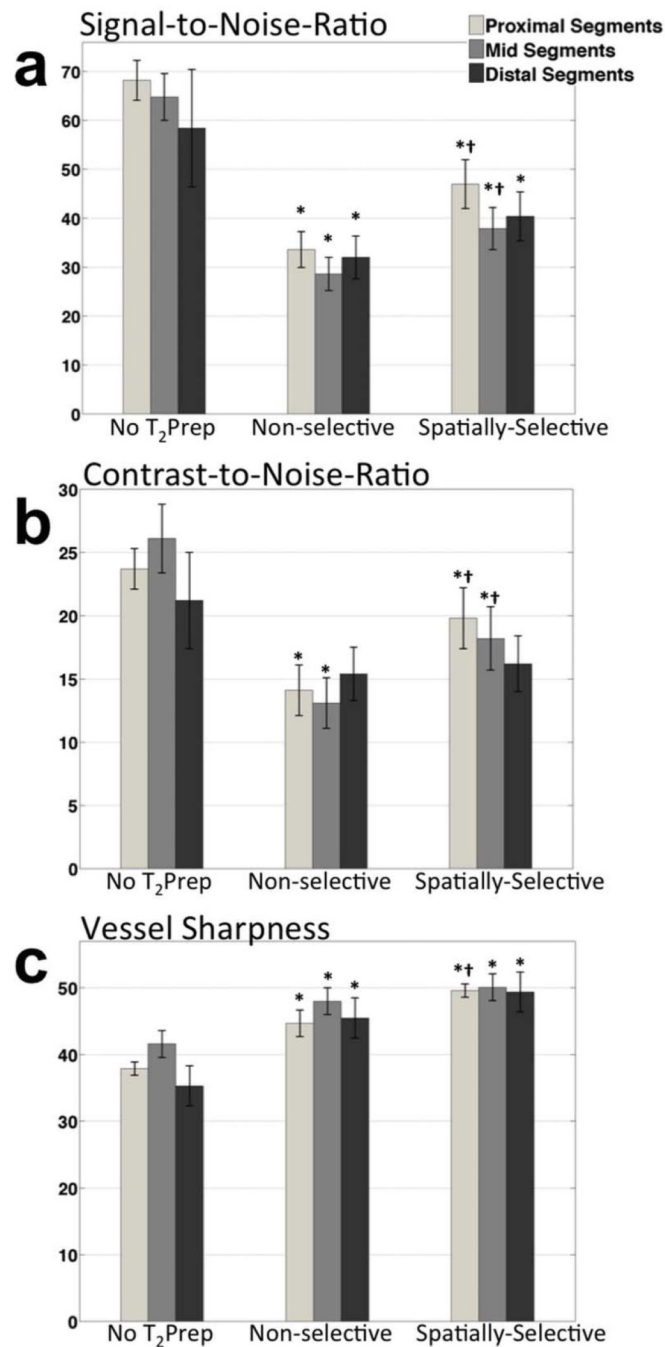 Signal-to-Noise-Ratio
a
Proximal Segments
Mid Segments
Distal Segments
70
60
50
40
30
20
10
0
* * *
*† *† *
No T₂Prep Non-selective Spatially-Selective
Contrast-to-Noise-Ratio
b
30
25
20
15
10
5
0
* *
*† *†
No T₂Prep Non-selective Spatially-Selective
Vessel Sharpness
c
50
40
30
20
10
0
* * *
*† * *
No T₂Prep Non-selective Spatially-Selective